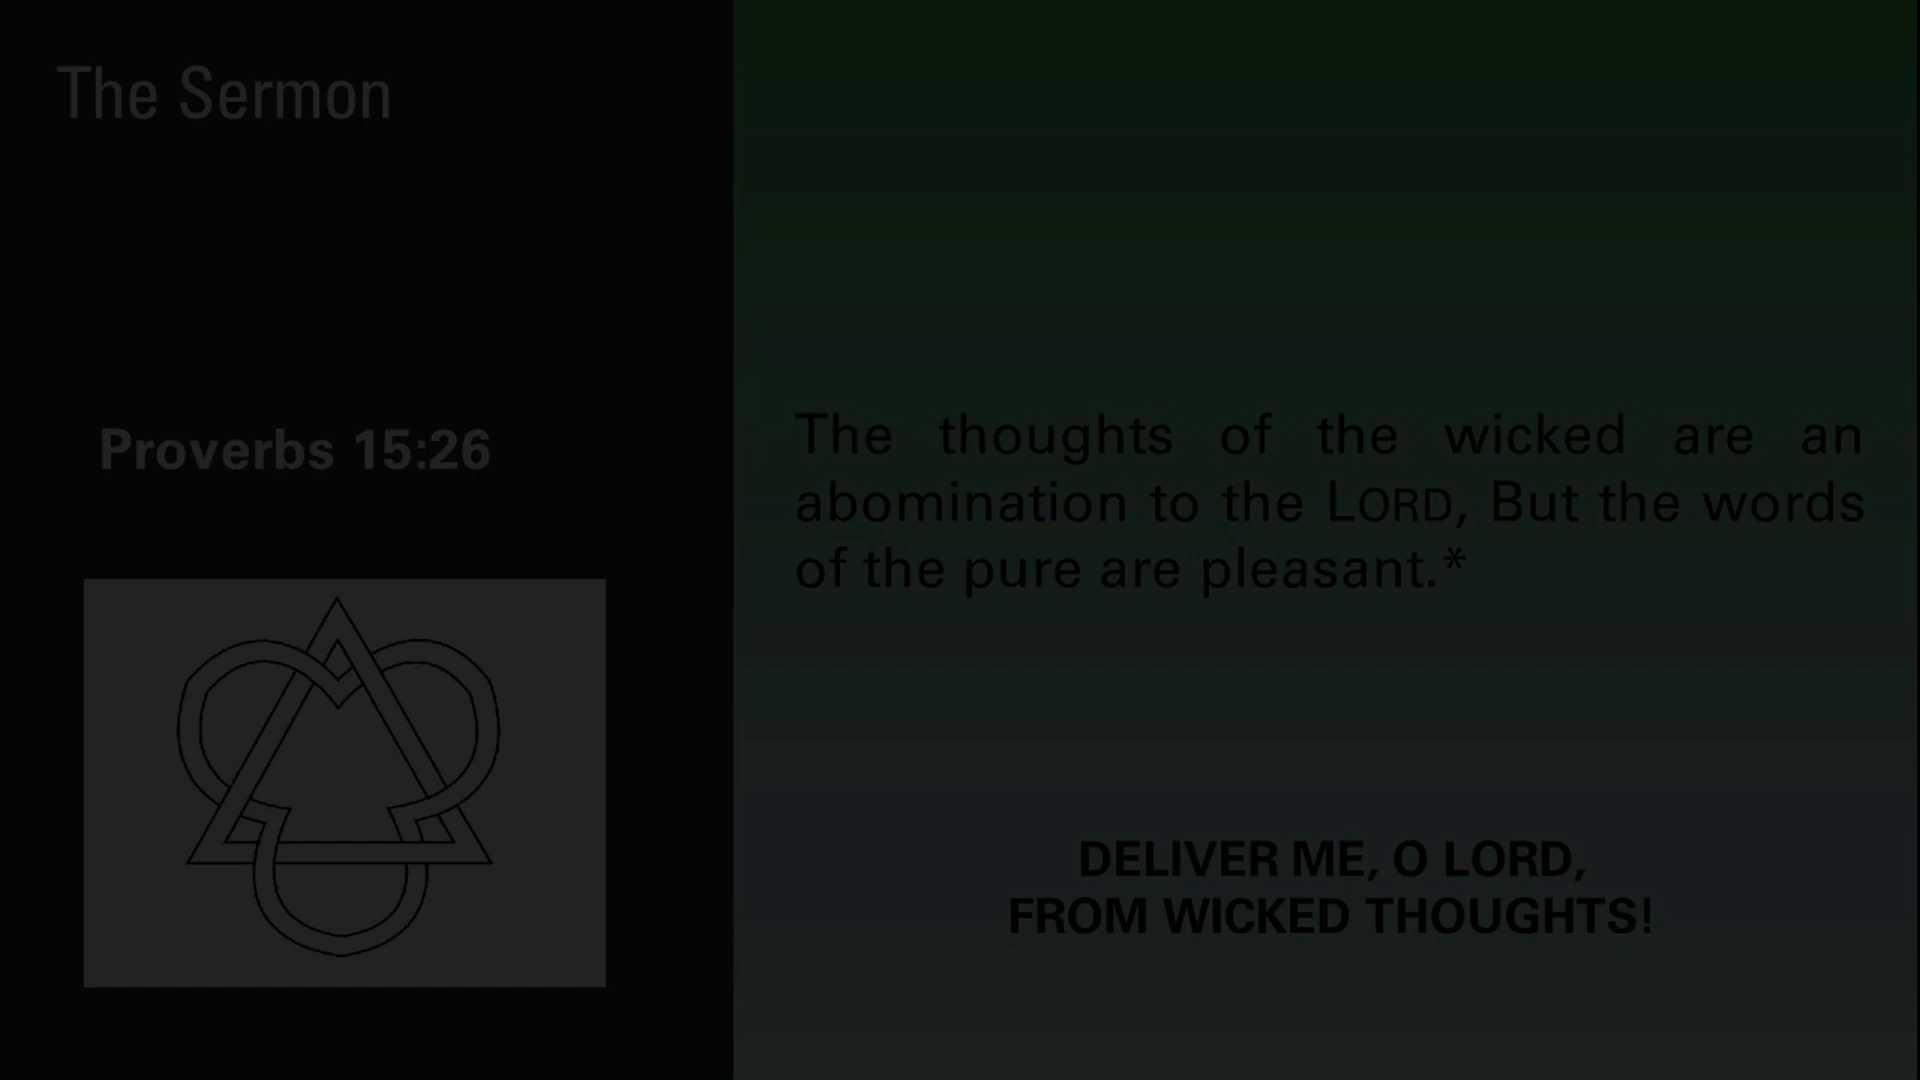 The Sermon
Proverbs 15:26
The thoughts of the wicked are an
abomination to the LORD, But the words
of the pure are pleasant.*
DELIVER ME, O LORD,
FROM WICKED THOUGHTS!